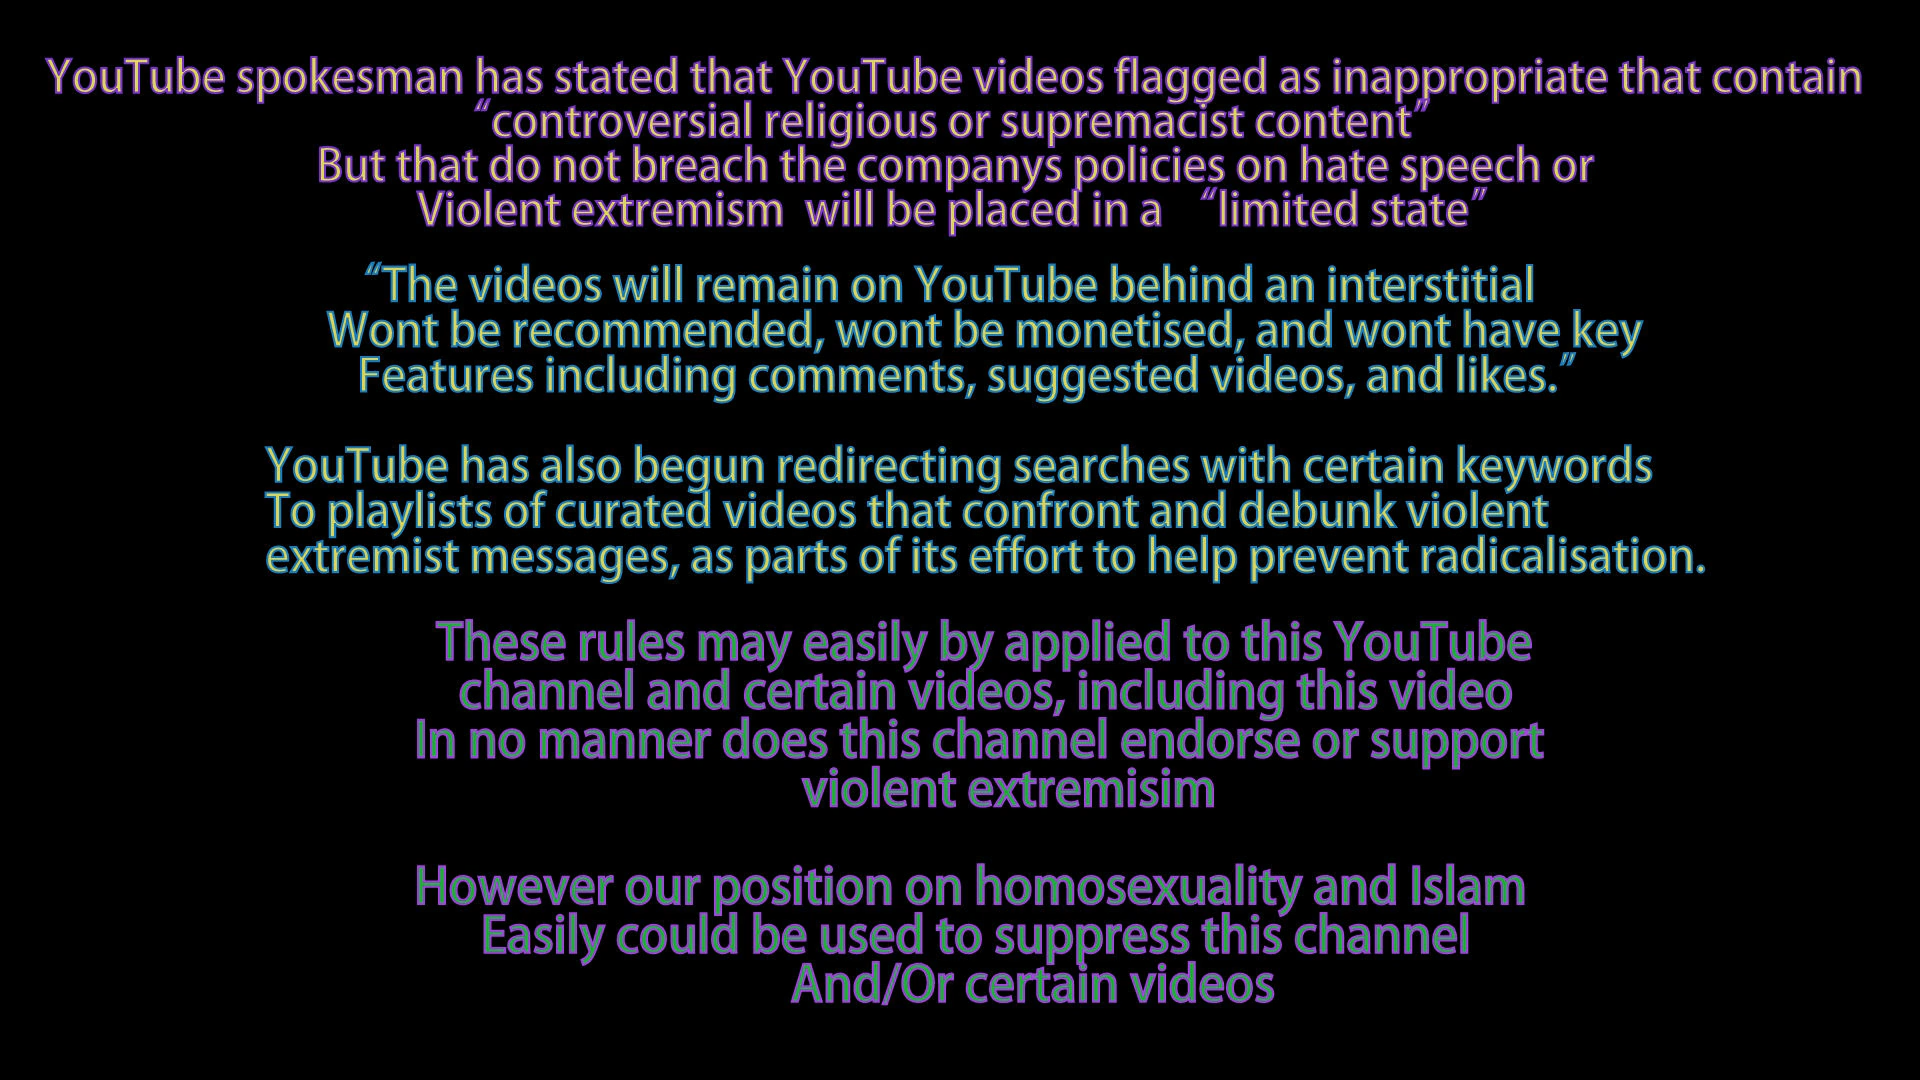 YouTube spokesman has stated that YouTube videos flagged as inappropriate that contain
“controversial religious or supremacist content”
But that do not breach the companys policies on hate speech or
Violent extremism will be placed in a “limited state”
“The videos will remain on YouTube behind an interstitial
Wont be recommended, wont be monetised, and wont have key
Features including comments, suggested videos, and likes.”
YouTube has also begun redirecting searches with certain keywords
To playlists of curated videos that confront and debunk violent
extremist messages, as parts of its effort to help prevent radicalisation.
These rules may easily by applied to this YouTube
channel and certain videos, including this video
In no manner does this channel endorse or support
violent extremisim
However our position on homosexuality and Islam
Easily could be used to suppress this channel
And/Or certain videos